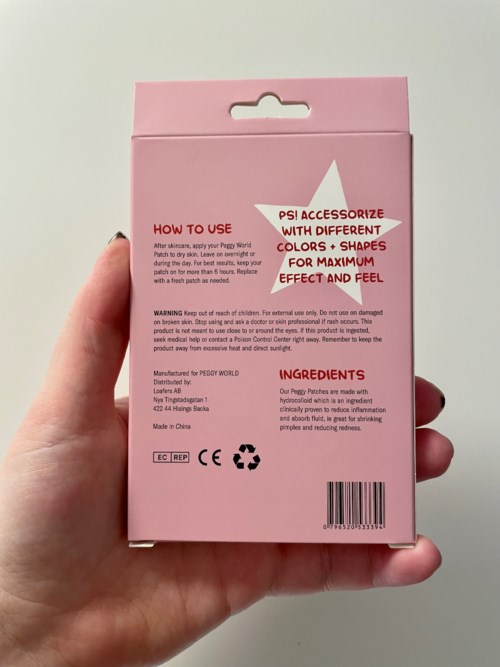 PS! ACCESSORIZE
WITH DIFFERENT
COLORS + SHAPES
FOR MAXIMUM
EFFECT AND FEEL
HOW TO USE
After skincare, apply your Peggy World
Patch to dry skin. Leave on overnight or
during the day. For best results, keep your
patch on for more than 6 hours. Replace
with a fresh patch as needed.
WARNING Keep out of reach of children. For external use only. Do not use on damaged
on broken skin. Stop using and ask a doctor or skin professional if rash occurs. This
product is not meant to use close to or around the eyes. If this product is ingested,
seek medical help or contact a Poison Control Center right away. Remember to keep the
product away from excessive heat and direct sunlight.
Manufactured for PEGGY WORLD
Distributed by:
Loafers AB
Nya Tingstadsgatan 1
422 44 Hisings Backa
Made in China
INGREDIENTS
Our Peggy Patches are made with
hydrocolloid which is an ingredient
clinically proven to reduce inflammation
and absorb fluid, ie great for shrinking
pimples and reducing redness.
EC REP CE
0 796520 533394